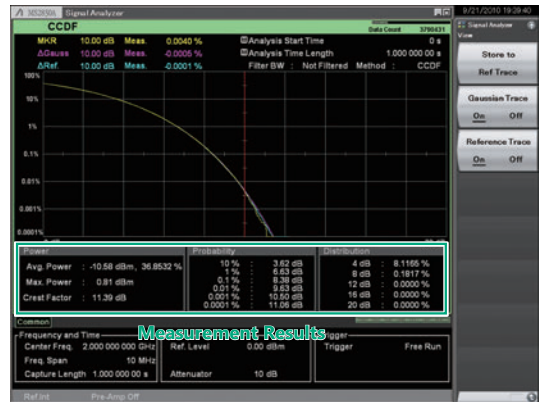 MS2830A Signal Analyzer
9/21/2010 19:29:40
CCDF
Data Count 3790431
MKR 10.00 dB Meas. 0.0040 %
Analysis Start Time 0 s
ΔGauss 10.00 dB Meas. -0.0005 %
Analysis Time Length 1.000 000 00 s
ΔRef. 10.00 dB Meas. -0.0001 %
Filter BW : Not Filtered Method : CCDF
100%
10%
1%
0.1%
0.01%
0.001%
0.0001%
Signal Analyzer
View
Store to
Ref Trace
Gaussian Trace
On Off
Reference Trace
On Off
Power
Avg. Power : -10.58 dBm, 36.8532 %
Max. Power : 0.81 dBm
Crest Factor : 11.39 dB
Probability
10 % : 3.62 dB
1% : 6.63 dB
0.1 % : 8.38 dB
0.01 % : 9.63 dB
0.001 % : 10.50 dB
0.0001 % : 11.06 dB
Distribution
4 dB : 8.1165 %
8 dB : 0.1817 %
12 dB : 0.0000 %
16 dB : 0.0000 %
20 dB : 0.0000 %
Measurement Results
Common
Frequency and Time
Center Freq. 2.000 000 000 GHz
Freq. Span 10 MHz
Capture Length 1.000 000 00 s
Ref. Level 0.00 dBm
Attenuator 10 dB
Trigger
Trigger Free Run
Ref.Int Pre-Amp Off